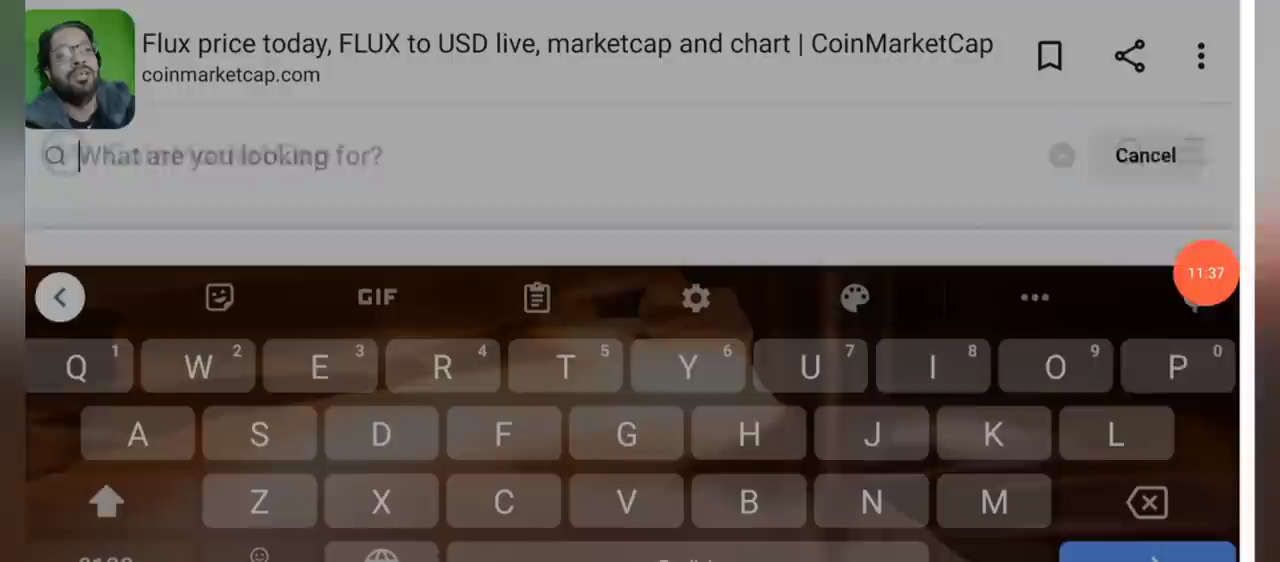 Flux price today, FLUX to USD live, marketcap and chart | CoinMarketCap
coinmarketcap.com
What are you looking for?
Cancel
11:37
GIF
Q 1 W 2 E 3 R 4 T 5 Y 6 U 7 I 8 O 9 P 0
A S D F G H J K L
Z X C V B N M